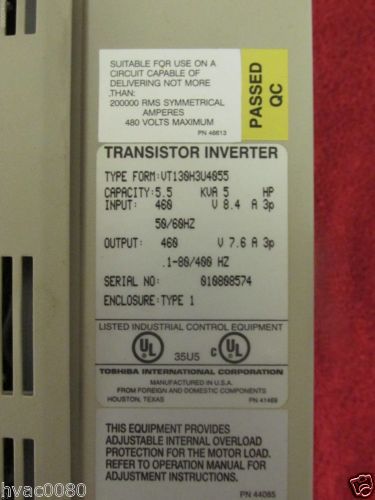 SUITABLE FOR USE ON A
CIRCUIT CAPABLE OF
DELIVERING NOT MORE
THAN:
200000 RMS SYMMETRICAL
AMPERES
480 VOLTS MAXIMUM
PN 46613
PASSED
QC
TRANSISTOR INVERTER
TYPE FORM:VT130H3U4055
CAPACITY:5.5 KVA 5 HP
INPUT: 460 V 8.4 A 3p
50/60HZ
OUTPUT: 460 V 7.6 A 3p
.1-80/400 HZ
SERIAL NO: 010808574
ENCLOSURE:TYPE 1
LISTED INDUSTRIAL CONTROL EQUIPMENT
UL 35U5 C UL
TOSHIBA INTERNATIONAL CORPORATION
MANUFACTURED IN U.S.A.
FROM FOREIGN AND DOMESTIC COMPONENTS
HOUSTON, TEXAS PN 41469
THIS EQUIPMENT PROVIDES
ADJUSTABLE INTERNAL OVERLOAD
PROTECTION FOR THE MOTOR LOAD.
REFER TO OPERATION MANUAL FOR
ADJUSTMENT INSTRUCTIONS.
PN 44085
hvac0080